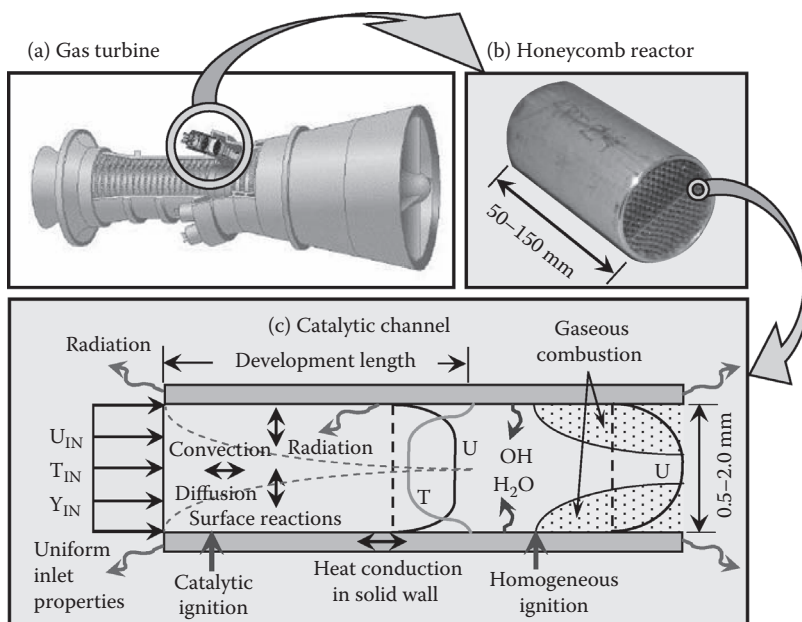 (a) Gas turbine
(b) Honeycomb reactor
50–150 mm
(c) Catalytic channel
Radiation
Development length
Gaseous
combustion
U_IN
T_IN
Y_IN
Convection
Diffusion
Surface reactions
Radiation
U
T
OH
H₂O
U
0.5–2.0 mm
Uniform
inlet
properties
Catalytic
ignition
Heat conduction
in solid wall
Homogeneous
ignition